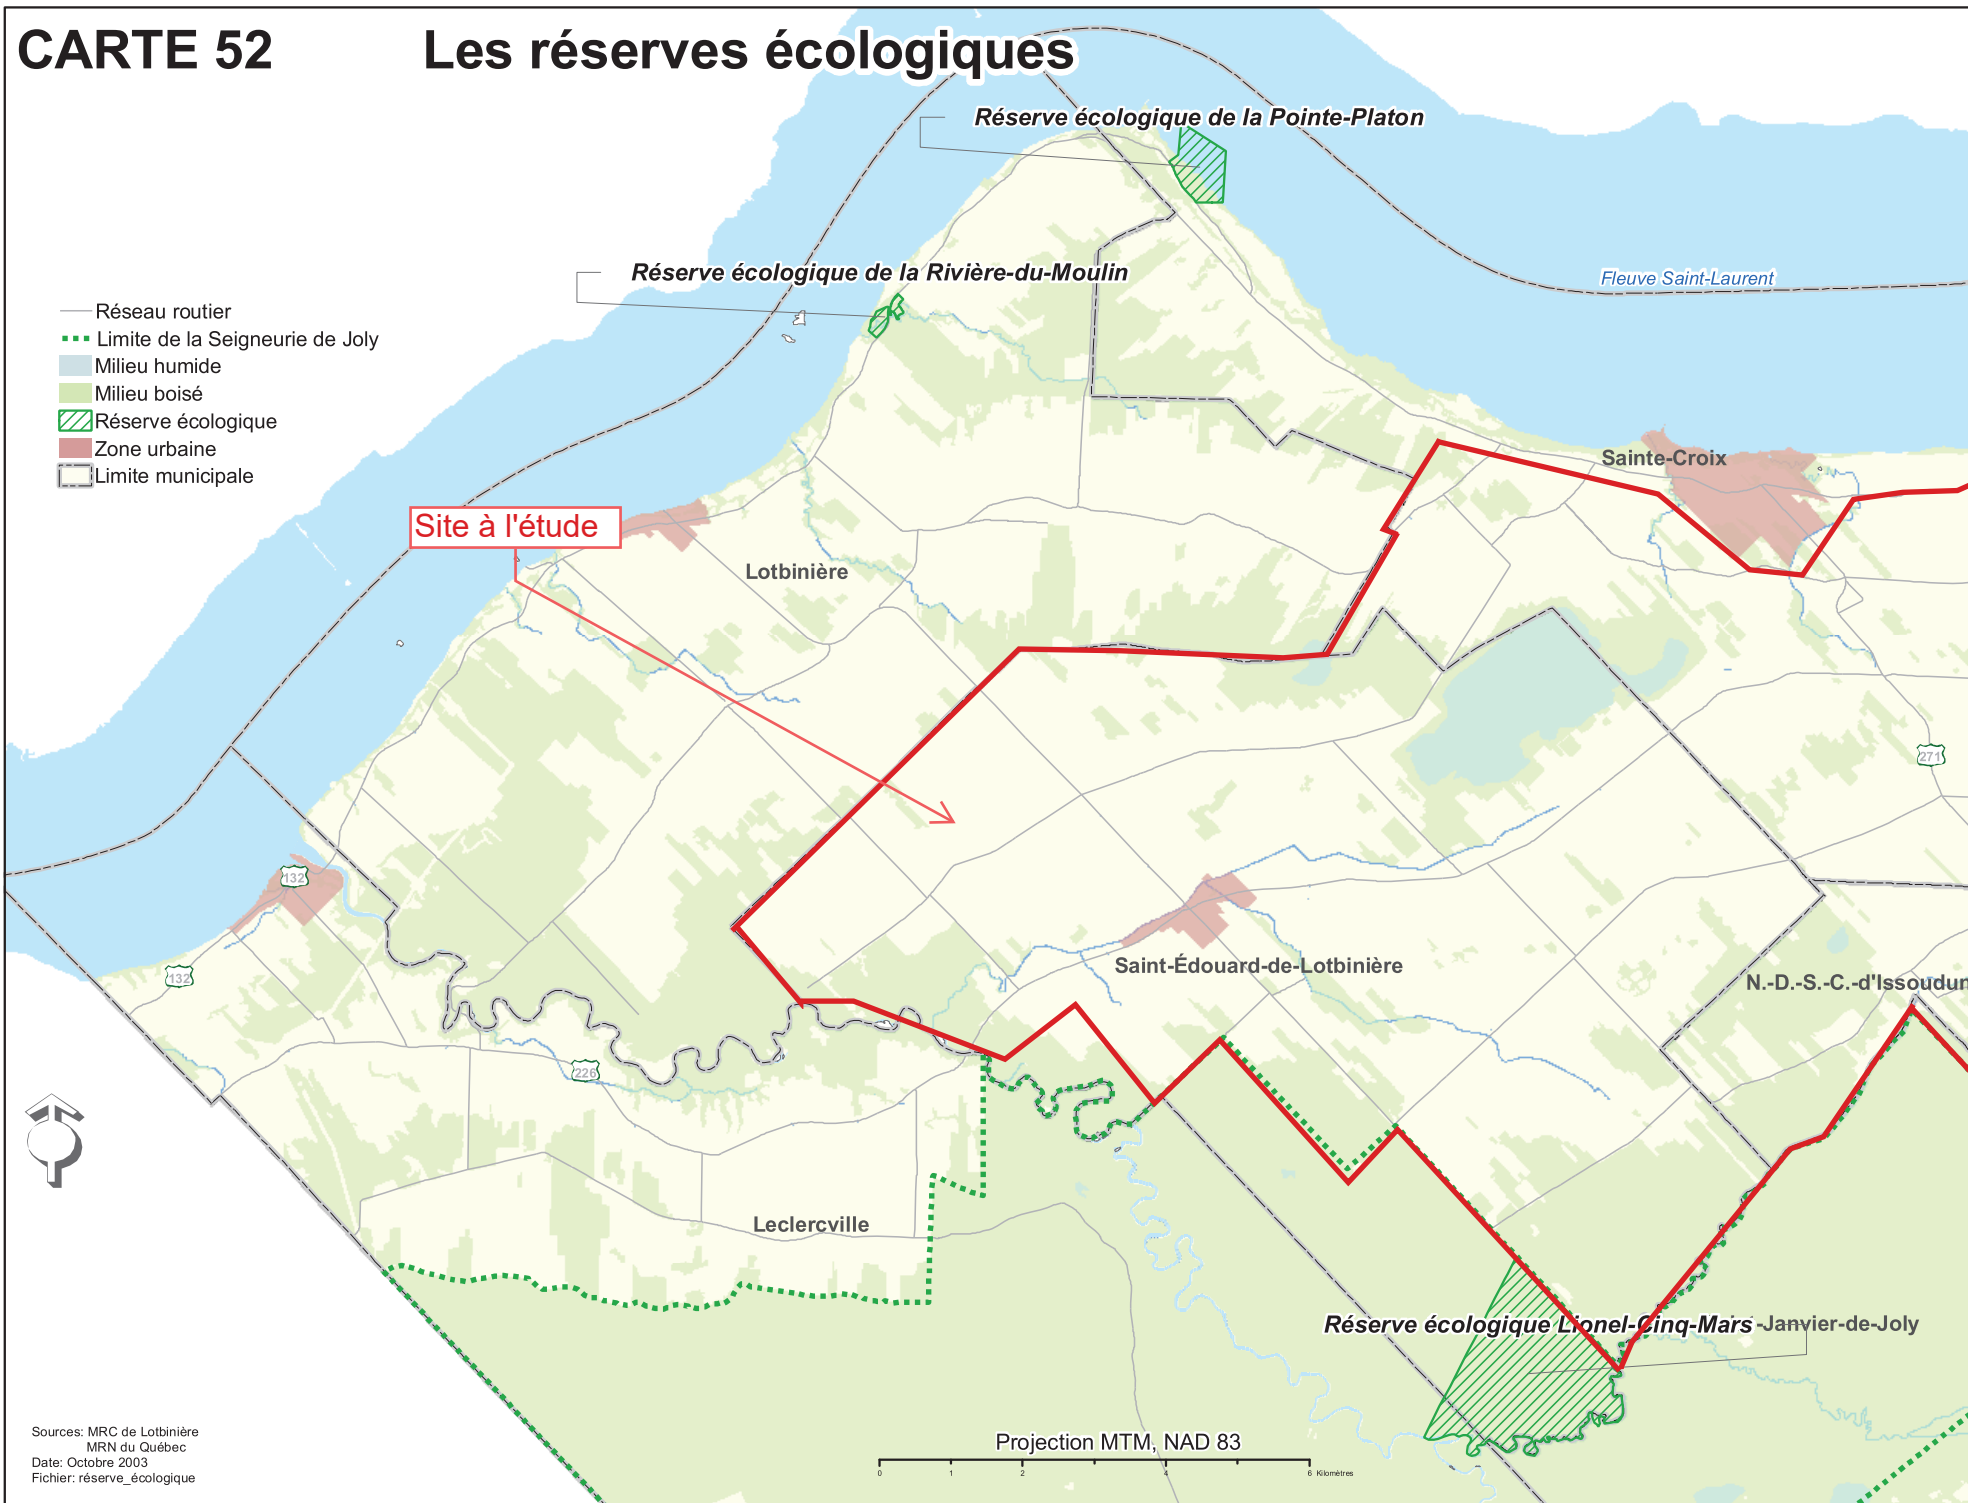 CARTE 52
Les réserves écologiques
Réserve écologique de la Pointe-Platon
Réserve écologique de la Rivière-du-Moulin
Fleuve Saint-Laurent
Réseau routier
Limite de la Seigneurie de Joly
Milieu humide
Milieu boisé
Réserve écologique
Zone urbaine
Limite municipale
Sainte-Croix
Site à l'étude
Lotbinière
271
132
132
Saint-Édouard-de-Lotbinière
N.-D.-S.-C.-d'Issoudun
226
Leclercville
Réserve écologique Lionel-Cinq-Mars
-Janvier-de-Joly
Sources: MRC de Lotbinière
MRN du Québec
Date: Octobre 2003
Fichier: réserve_écologique
Projection MTM, NAD 83
0 1 2 4 6 Kilomètres